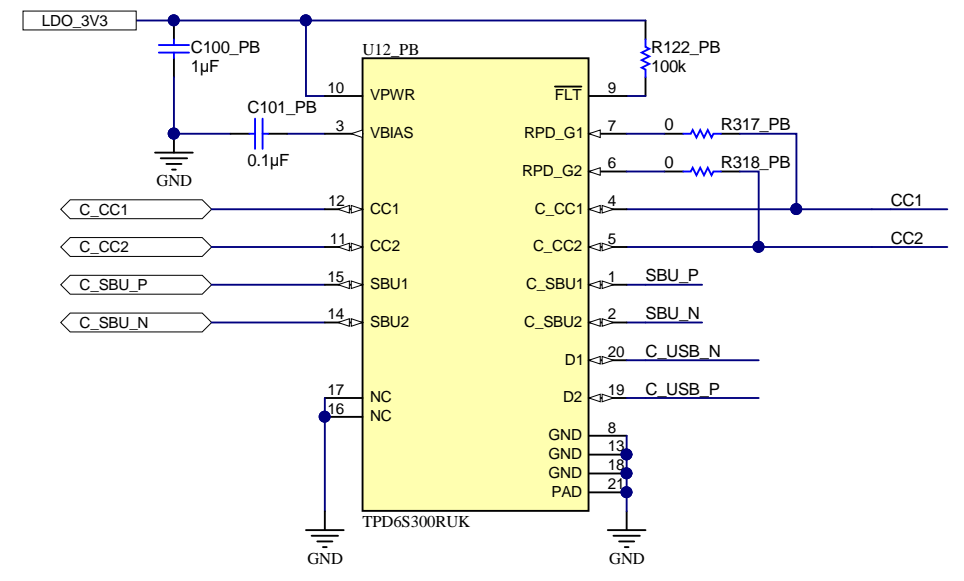 LDO_3V3
C100_PB
1µF
U12_PB
R122_PB
100k
10 VPWR
FLT 9
C101_PB
0.1µF
3 VBIAS
RPD_G1 7 0 R317_PB
GND
RPD_G2 6 0 R318_PB
C_CC1 12 CC1 C_CC1 4 CC1
C_CC2 11 CC2 C_CC2 5 CC2
C_SBU_P 15 SBU1 C_SBU1 1 SBU_P
C_SBU_N 14 SBU2 C_SBU2 2 SBU_N
D1 20 C_USB_N
17 NC D2 19 C_USB_P
16 NC
GND 8
GND 13
GND 18
PAD 21
TPD6S300RUK
GND GND